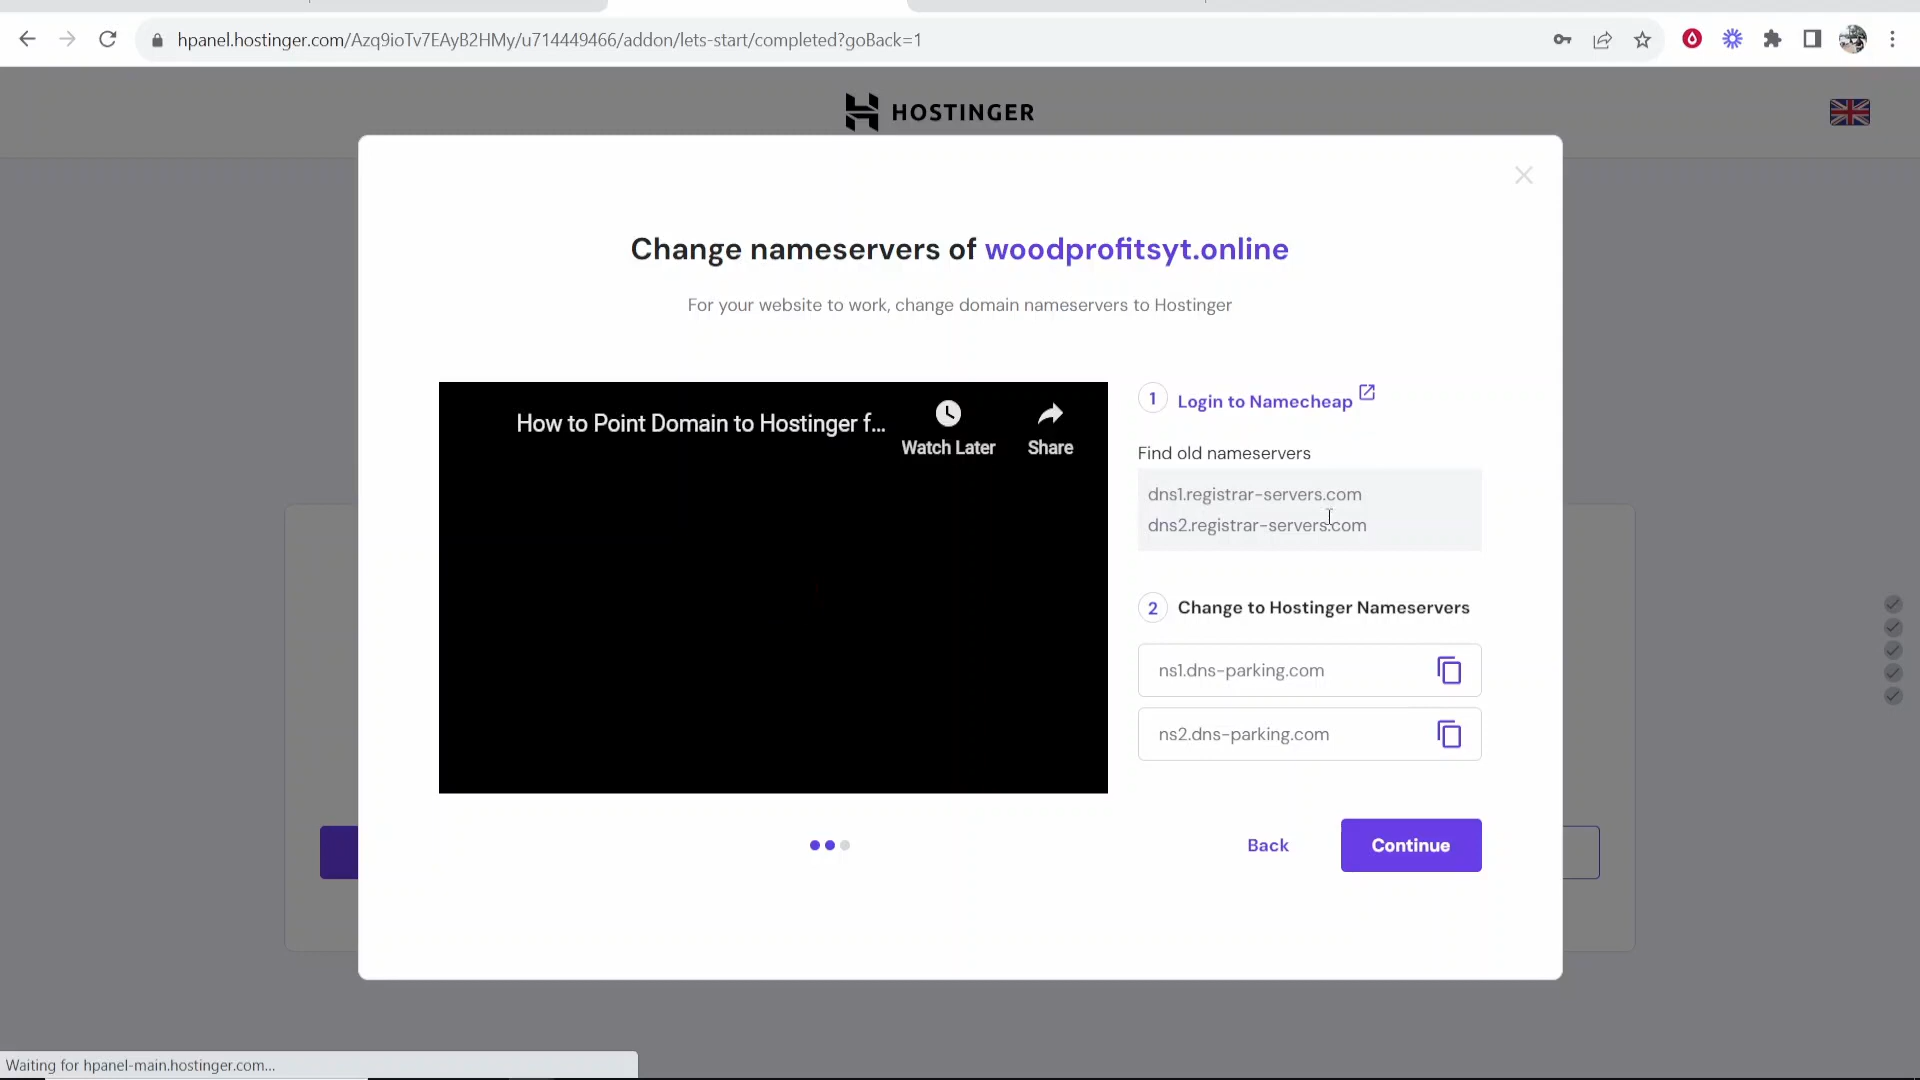 hpanel.hostinger.com/Azq9ioTv7EAyB2HMy/u714449466/addon/lets-start/completed?goBack=1
HOSTINGER
Change nameservers of woodprofitsyt.online
For your website to work, change domain nameservers to Hostinger
How to Point Domain to Hostinger f...
Watch Later
Share
1 Login to Namecheap
Find old nameservers
dns1.registrar-servers.com
dns2.registrar-servers.com
2 Change to Hostinger Nameservers
ns1.dns-parking.com
ns2.dns-parking.com
Back
Continue
Waiting for hpanel-main.hostinger.com...